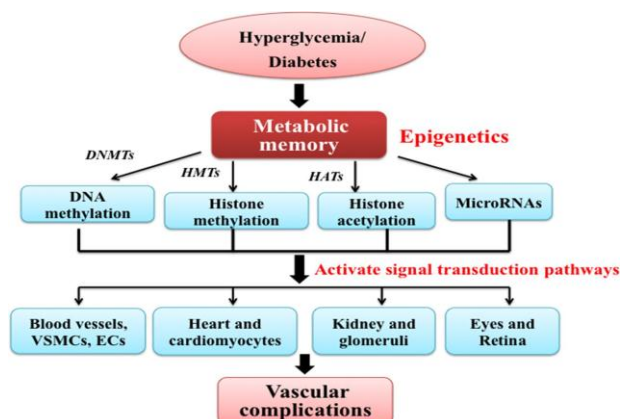 Hyperglycemia/
Diabetes
Metabolic
memory
Epigenetics
DNMTs
HMTs
HATs
DNA
methylation
Histone
methylation
Histone
acetylation
MicroRNAs
Activate signal transduction pathways
Blood vessels,
VSMCs, ECs
Heart and
cardiomyocytes
Kidney and
glomeruli
Eyes and
Retina
Vascular
complications